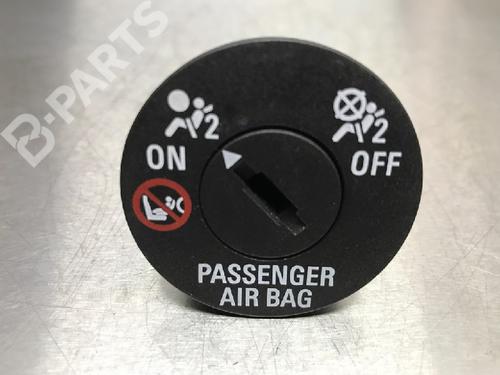 B-PARTS
2 2
ON OFF
PASSENGER
AIR BAG